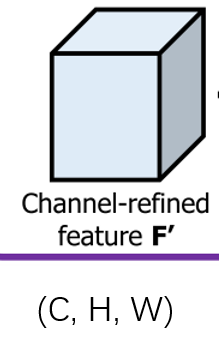 Channel-refined
feature F′
(C, H, W)